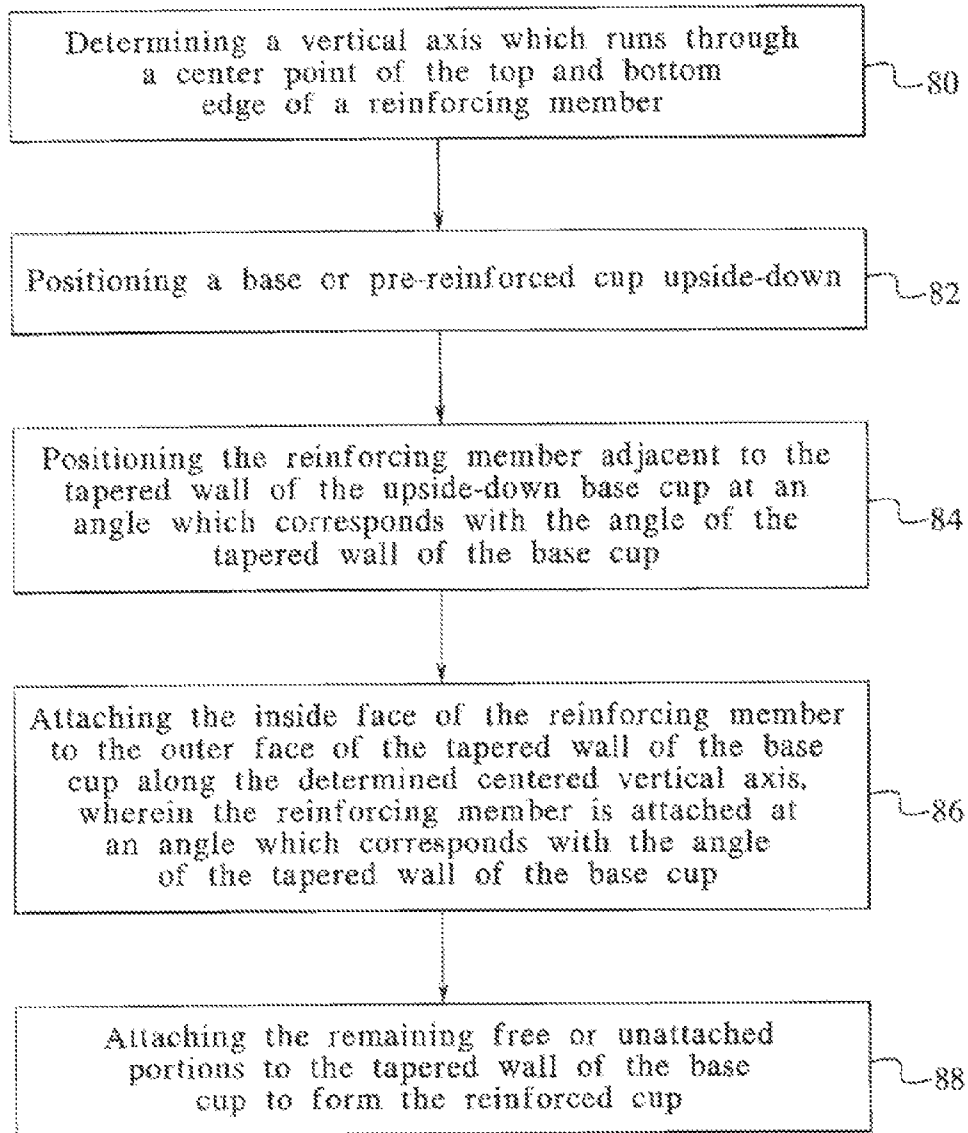 Determining a vertical axis which runs through
a center point of the top and bottom
edge of a reinforcing member
80
Positioning a base or pre-reinforced cup upside-down
82
Positioning the reinforcing member adjacent to the
tapered wall of the upside-down base cup at an
angle which corresponds with the angle of the
tapered wall of the base cup
84
Attaching the inside face of the reinforcing member
to the outer face of the tapered wall of the base
cup along the determined centered vertical axis,
wherein the reinforcing member is attached at
an angle which corresponds with the angle
of the tapered wall of the base cup
86
Attaching the remaining free or unattached
portions to the tapered wall of the base
cup to form the reinforced cup
88